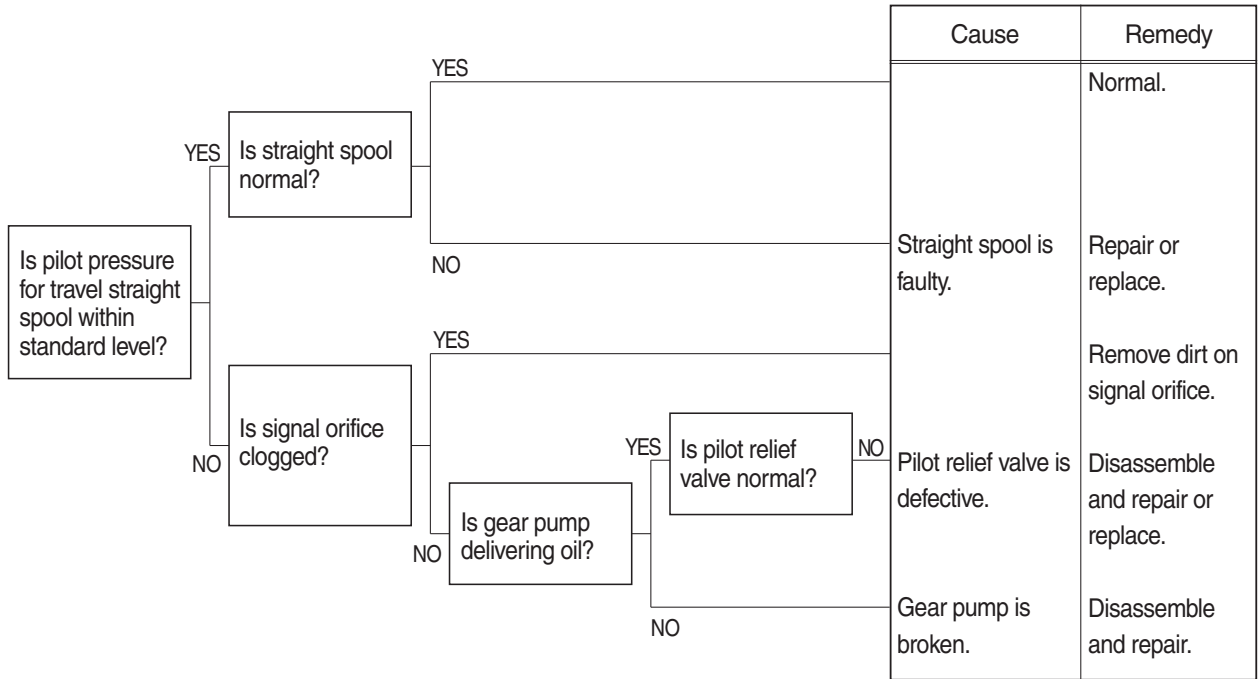 Cause
Remedy
YES
Normal.
YES
Is straight spool
normal?
NO
Straight spool is
faulty.
Repair or
replace.
Is pilot pressure
for travel straight
spool within
standard level?
YES
Remove dirt on
signal orifice.
NO
Is signal orifice
clogged?
YES
Is pilot relief
valve normal?
NO
Pilot relief valve is
defective.
Disassemble
and repair or
replace.
NO
Is gear pump
delivering oil?
NO
Gear pump is
broken.
Disassemble
and repair.